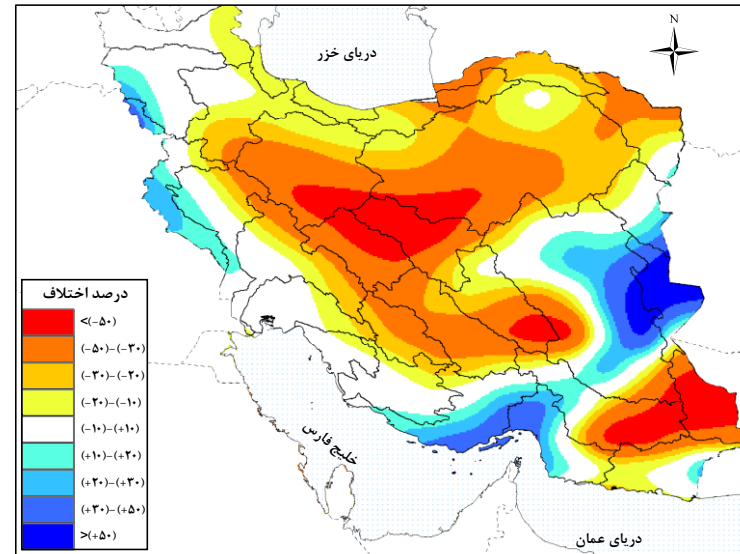 N
دریای خزر
درصد اختلاف
<(-۵۰)
(-۵۰)-(-۳۰)
(-۳۰)-(-۲۰)
(-۲۰)-(-۱۰)
(-۱۰)-(+۱۰)
(+۱۰)-(+۲۰)
(+۲۰)-(+۳۰)
(+۳۰)-(+۵۰)
>(+۵۰)
خلیج فارس
دریای عمان